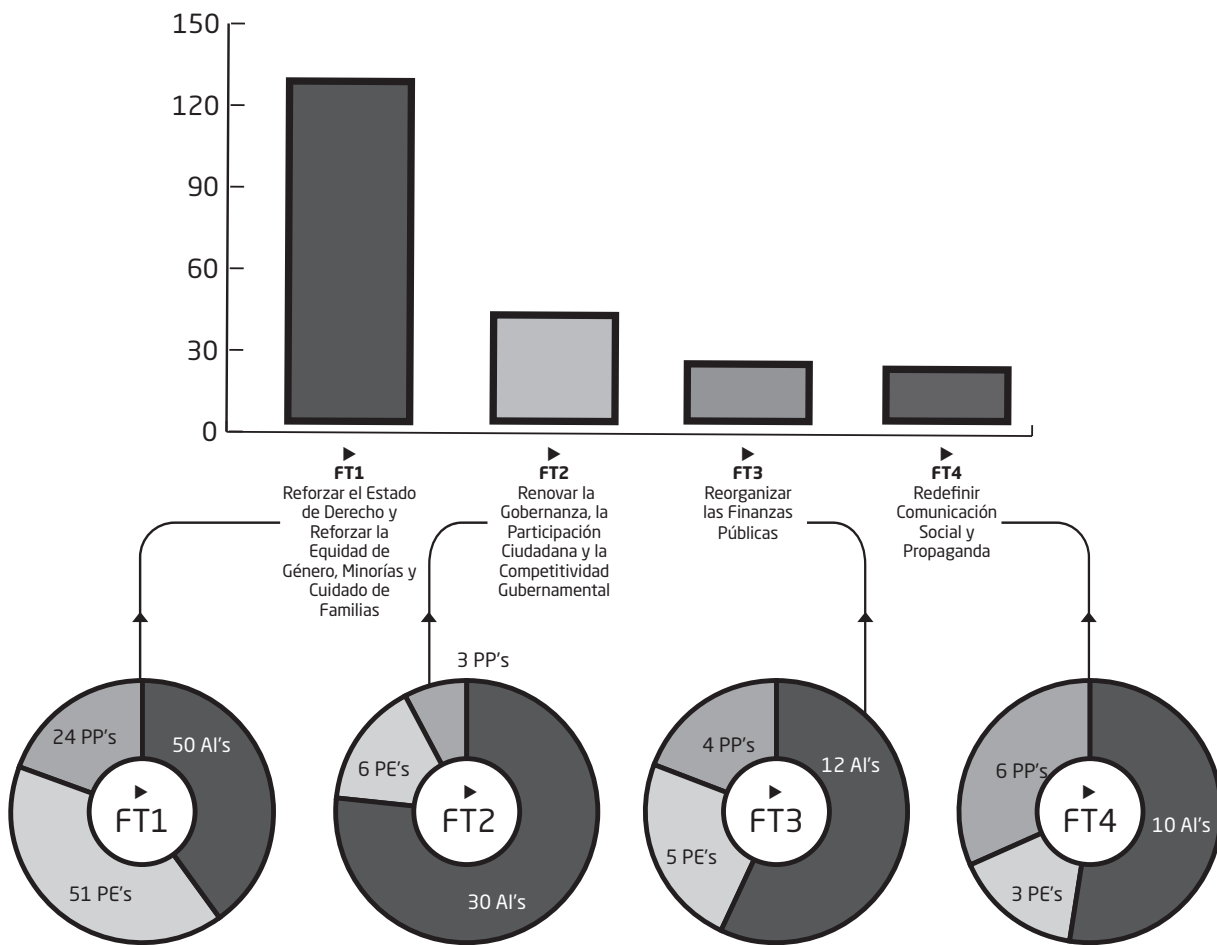 150
120
90
60
30
0
FT1
Reforzar el Estado
de Derecho y
Reforzar la
Equidad de
Género, Minorías y
Cuidado de
Familias
FT2
Renovar la
Gobernanza, la
Participación
Ciudadana y la
Competitividad
Gubernamental
FT3
Reorganizar
las Finanzas
Públicas
FT4
Redefinir
Comunicación
Social y
Propaganda
24 PP's
50 AI's
FT1
51 PE's
3 PP's
6 PE's
FT2
30 AI's
4 PP's
12 AI's
FT3
5 PE's
6 PP's
FT4
10 AI's
3 PE's